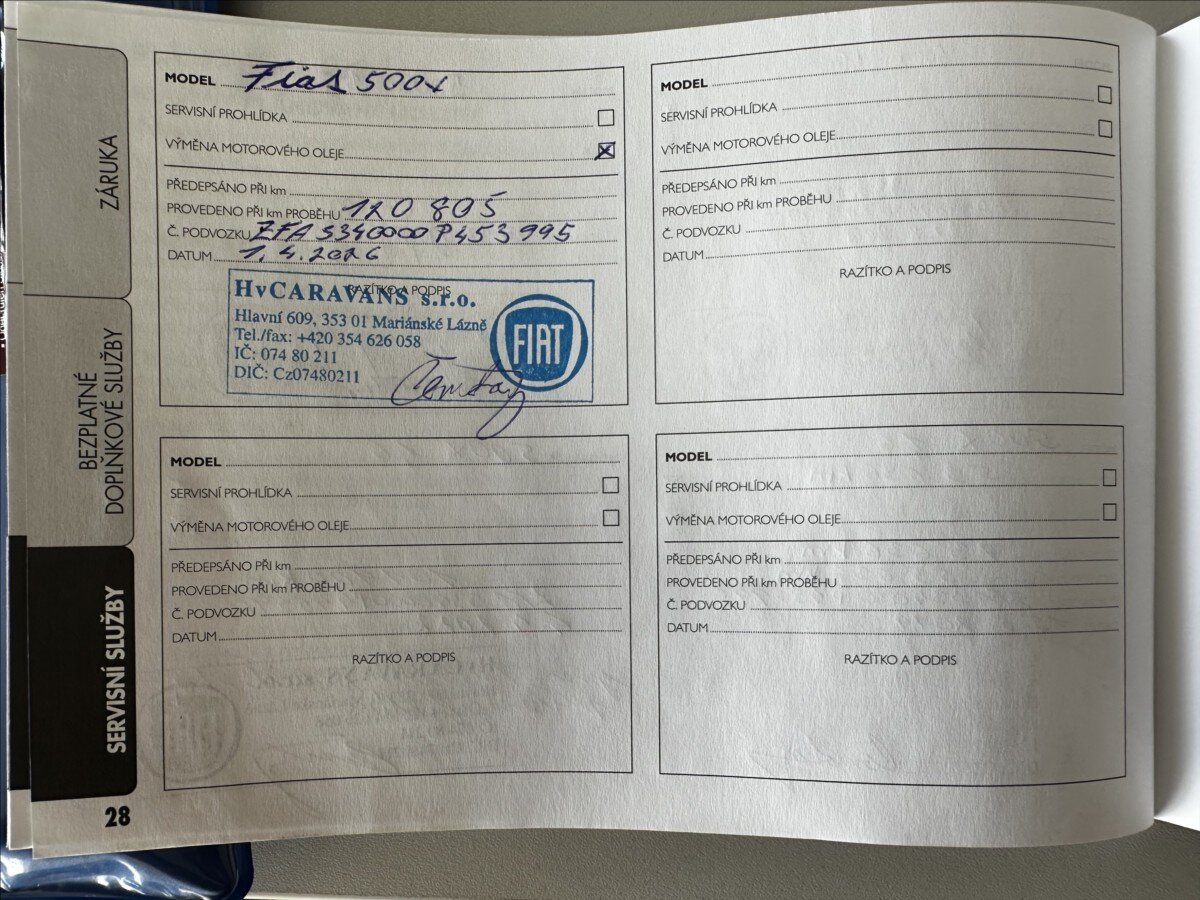 ZÁRUKA
BEZPLATNÉ
DOPLŇKOVÉ SLUŽBY
SERVISNÍ SLUŽBY
28
MODEL Fiat 500x
SERVISNÍ PROHLÍDKA
VÝMĚNA MOTOROVÉHO OLEJE
PŘEDEPSÁNO PŘI km
PROVEDENO PŘI km PROBĚHU 120 805
Č. PODVOZKU ZFA3340000P453995
DATUM 1.4.2026
RAZÍTKO A PODPIS
HvCARAVANS s.r.o.
Hlavní 609, 353 01 Mariánské Lázně
Tel./fax: +420 354 626 058
IČ: 074 80 211
DIČ: Cz07480211
FIAT
MODEL
SERVISNÍ PROHLÍDKA
VÝMĚNA MOTOROVÉHO OLEJE
PŘEDEPSÁNO PŘI km
PROVEDENO PŘI km PROBĚHU
Č. PODVOZKU
DATUM
RAZÍTKO A PODPIS
MODEL
SERVISNÍ PROHLÍDKA
VÝMĚNA MOTOROVÉHO OLEJE
PŘEDEPSÁNO PŘI km
PROVEDENO PŘI km PROBĚHU
Č. PODVOZKU
DATUM
RAZÍTKO A PODPIS
MODEL
SERVISNÍ PROHLÍDKA
VÝMĚNA MOTOROVÉHO OLEJE
PŘEDEPSÁNO PŘI km
PROVEDENO PŘI km PROBĚHU
Č. PODVOZKU
DATUM
RAZÍTKO A PODPIS